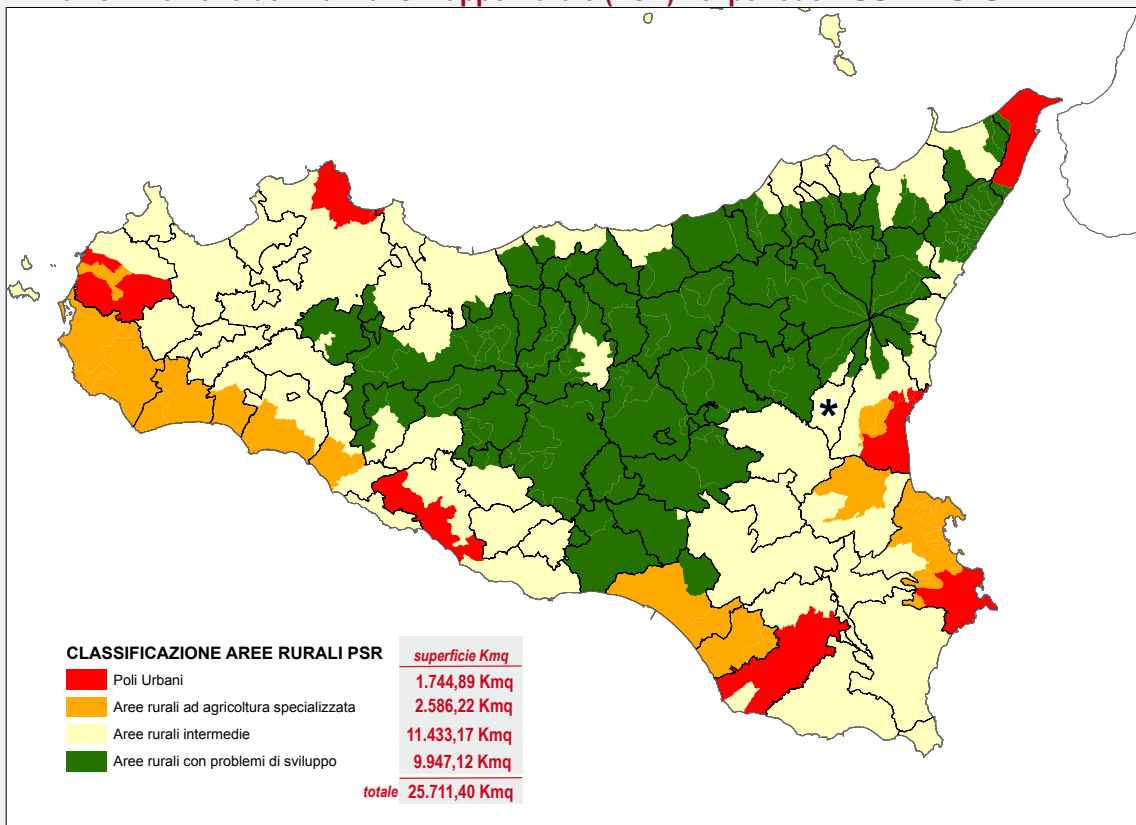 CLASSIFICAZIONE AREE RURALI PSR
superficie Kmq
Poli Urbani 1.744,89 Kmq
Aree rurali ad agricoltura specializzata 2.586,22 Kmq
Aree rurali intermedie 11.433,17 Kmq
Aree rurali con problemi di sviluppo 9.947,12 Kmq
totale 25.711,40 Kmq
*